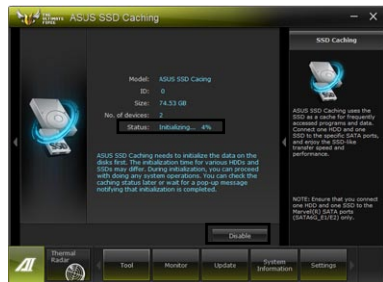 THE ULTIMATE FORCE
ASUS SSD Caching
SSD Caching
Model: ASUS SSD Cacing
ID: 0
Size: 74.53 GB
No. of devices: 2
Status: Initializing... 4%
ASUS SSD Caching needs to initialize the data on the
disks first. The initialization time for various HDDs and
SSDs may differ. During initialization, you can proceed
with doing any system operations. You can check the
caching status later or wait for a pop-up message
notifying that initialization is completed.
Disable
ASUS SSD Caching uses the
SSD as a cache for frequently
accessed programs and data.
Connect one HDD and one
SSD to the specific SATA ports,
and enjoy the SSD-like
transfer speed and
performance.
NOTE: Ensure that you connect
one HDD and one SSD to the
Marvell(R) SATA ports
(SATA6G_E1/E2) only.
Thermal
Radar
Tool
Monitor
Update
System
Information
Settings